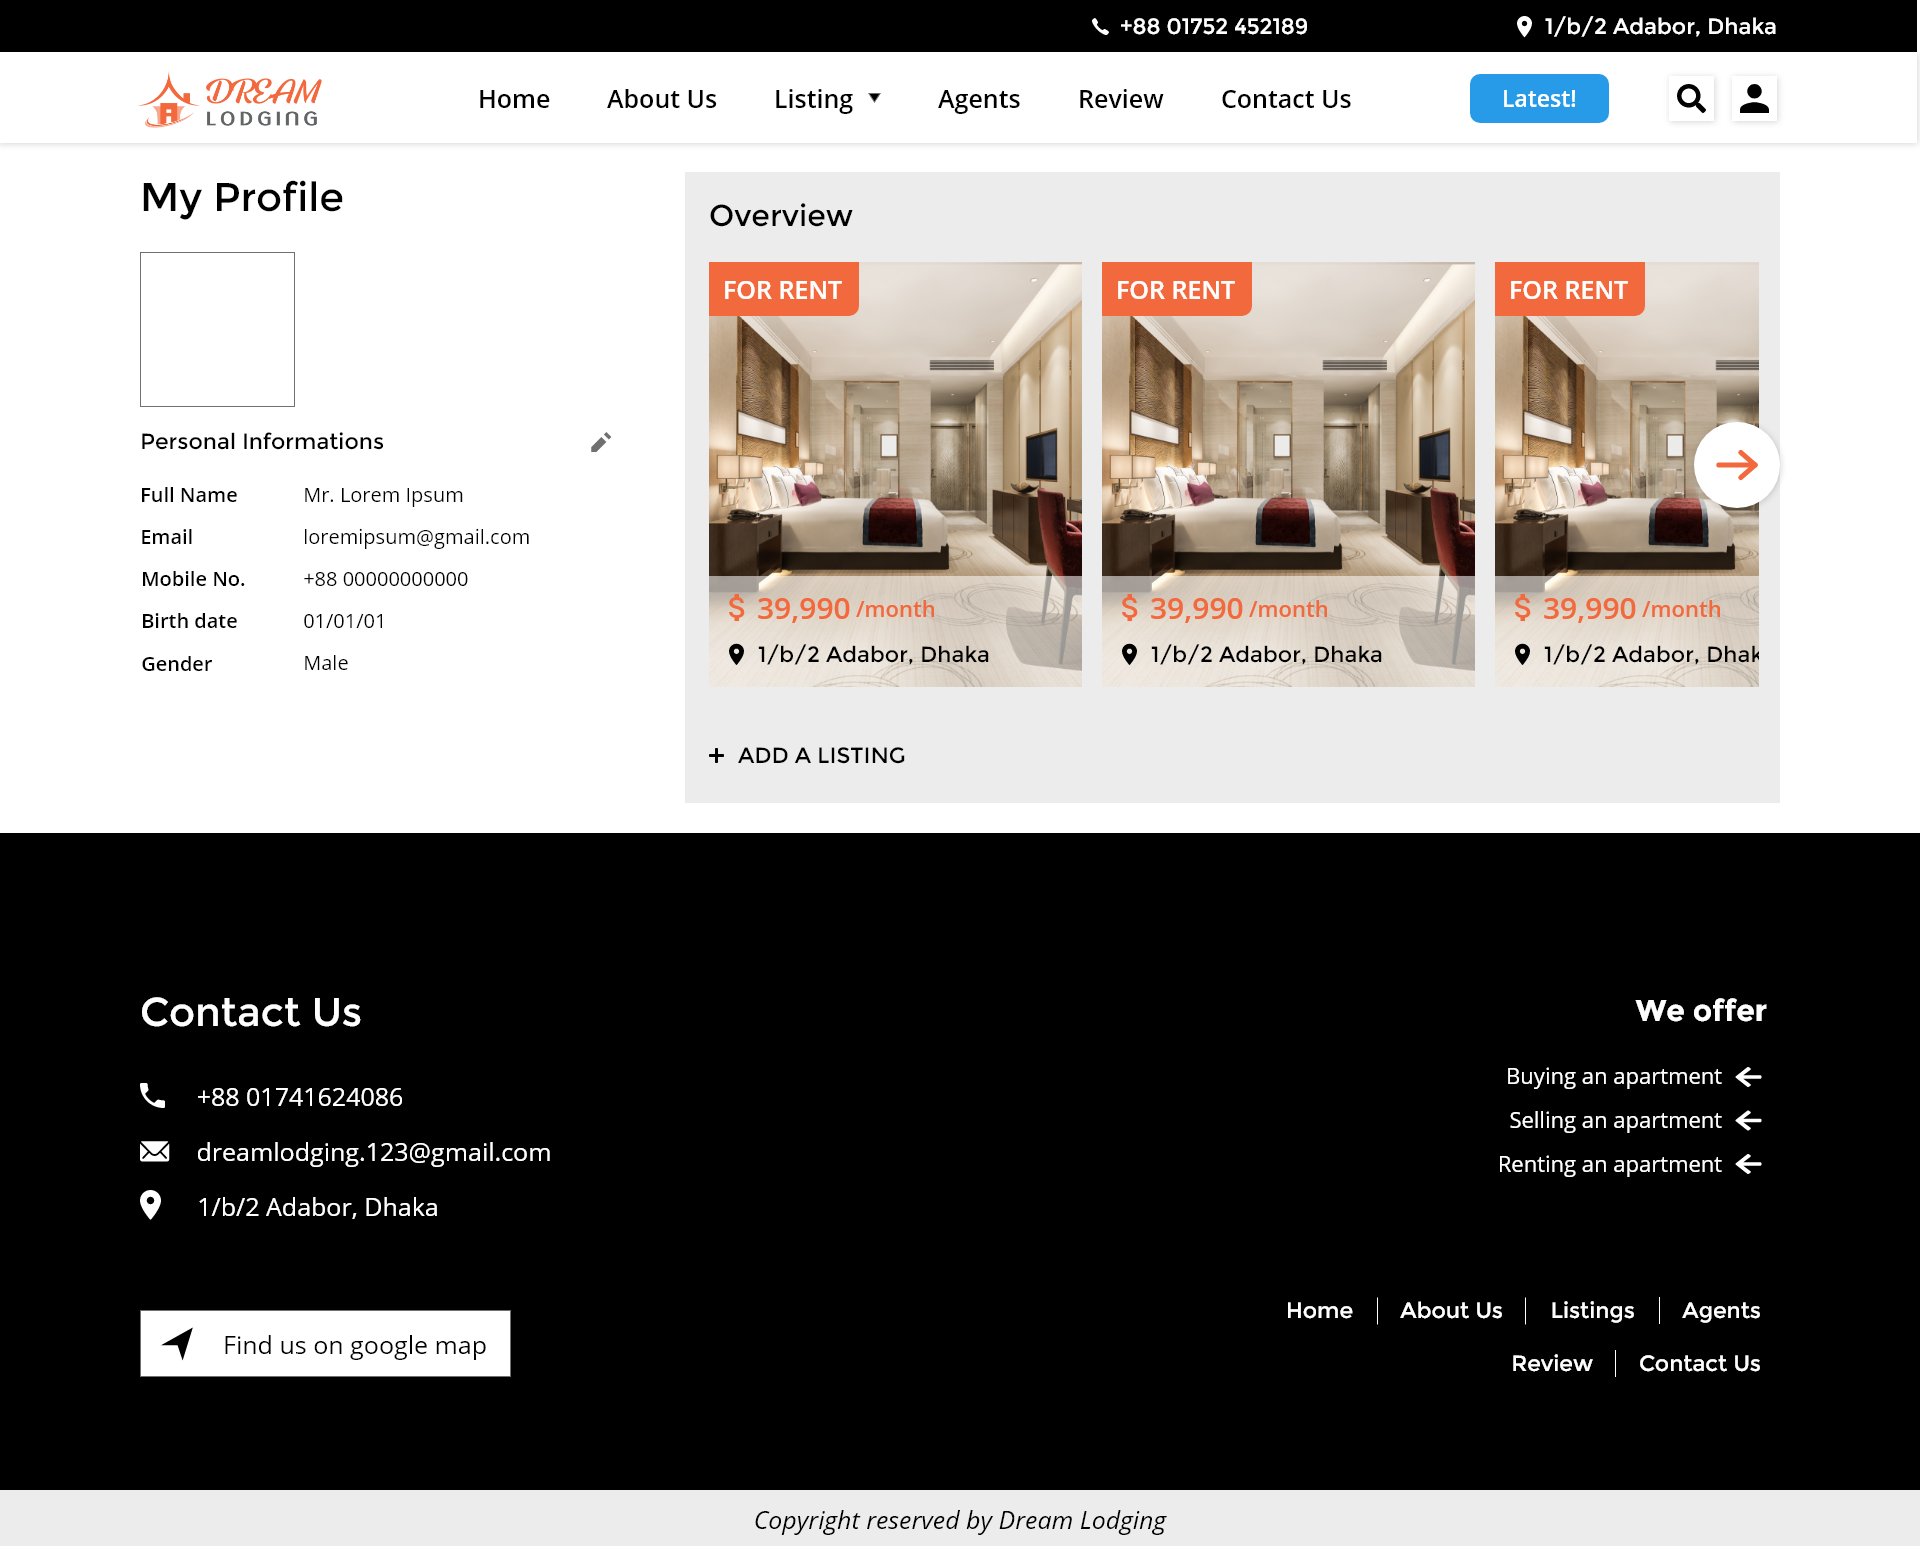 +88 01752 452189
1/b/2 Adabor, Dhaka
DREAM
LODGING
Home
About Us
Listing
Agents
Review
Contact Us
Latest!
My Profile
Personal Informations
Full Name
Mr. Lorem Ipsum
Email
loremipsum@gmail.com
Mobile No.
+88 00000000000
Birth date
01/01/01
Gender
Male
Overview
FOR RENT
$ 39,990 /month
1/b/2 Adabor, Dhaka
FOR RENT
$ 39,990 /month
1/b/2 Adabor, Dhaka
FOR RENT
$ 39,990 /month
1/b/2 Adabor, Dhak
+ ADD A LISTING
Contact Us
+88 01741624086
dreamlodging.123@gmail.com
1/b/2 Adabor, Dhaka
Find us on google map
We offer
Buying an apartment
Selling an apartment
Renting an apartment
Home
About Us
Listings
Agents
Review
Contact Us
Copyright reserved by Dream Lodging